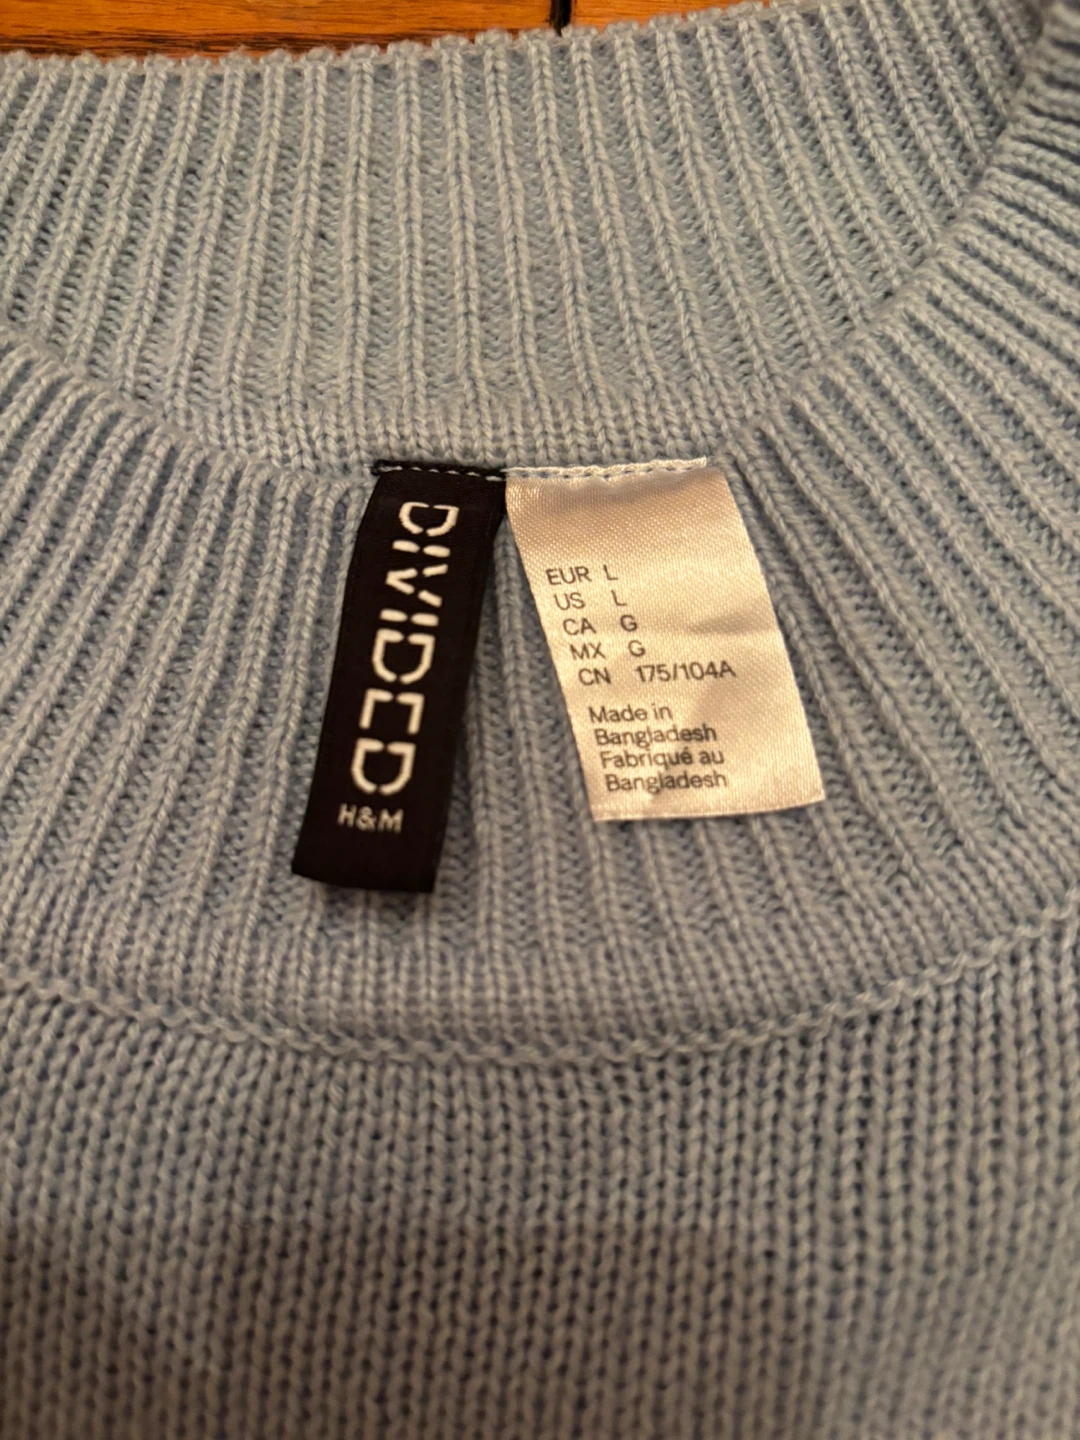 DIVIDED
H&M
EUR L
US L
CA G
MX G
CN 175/104A
Made in
Bangladesh
Fabriqué au
Bangladesh